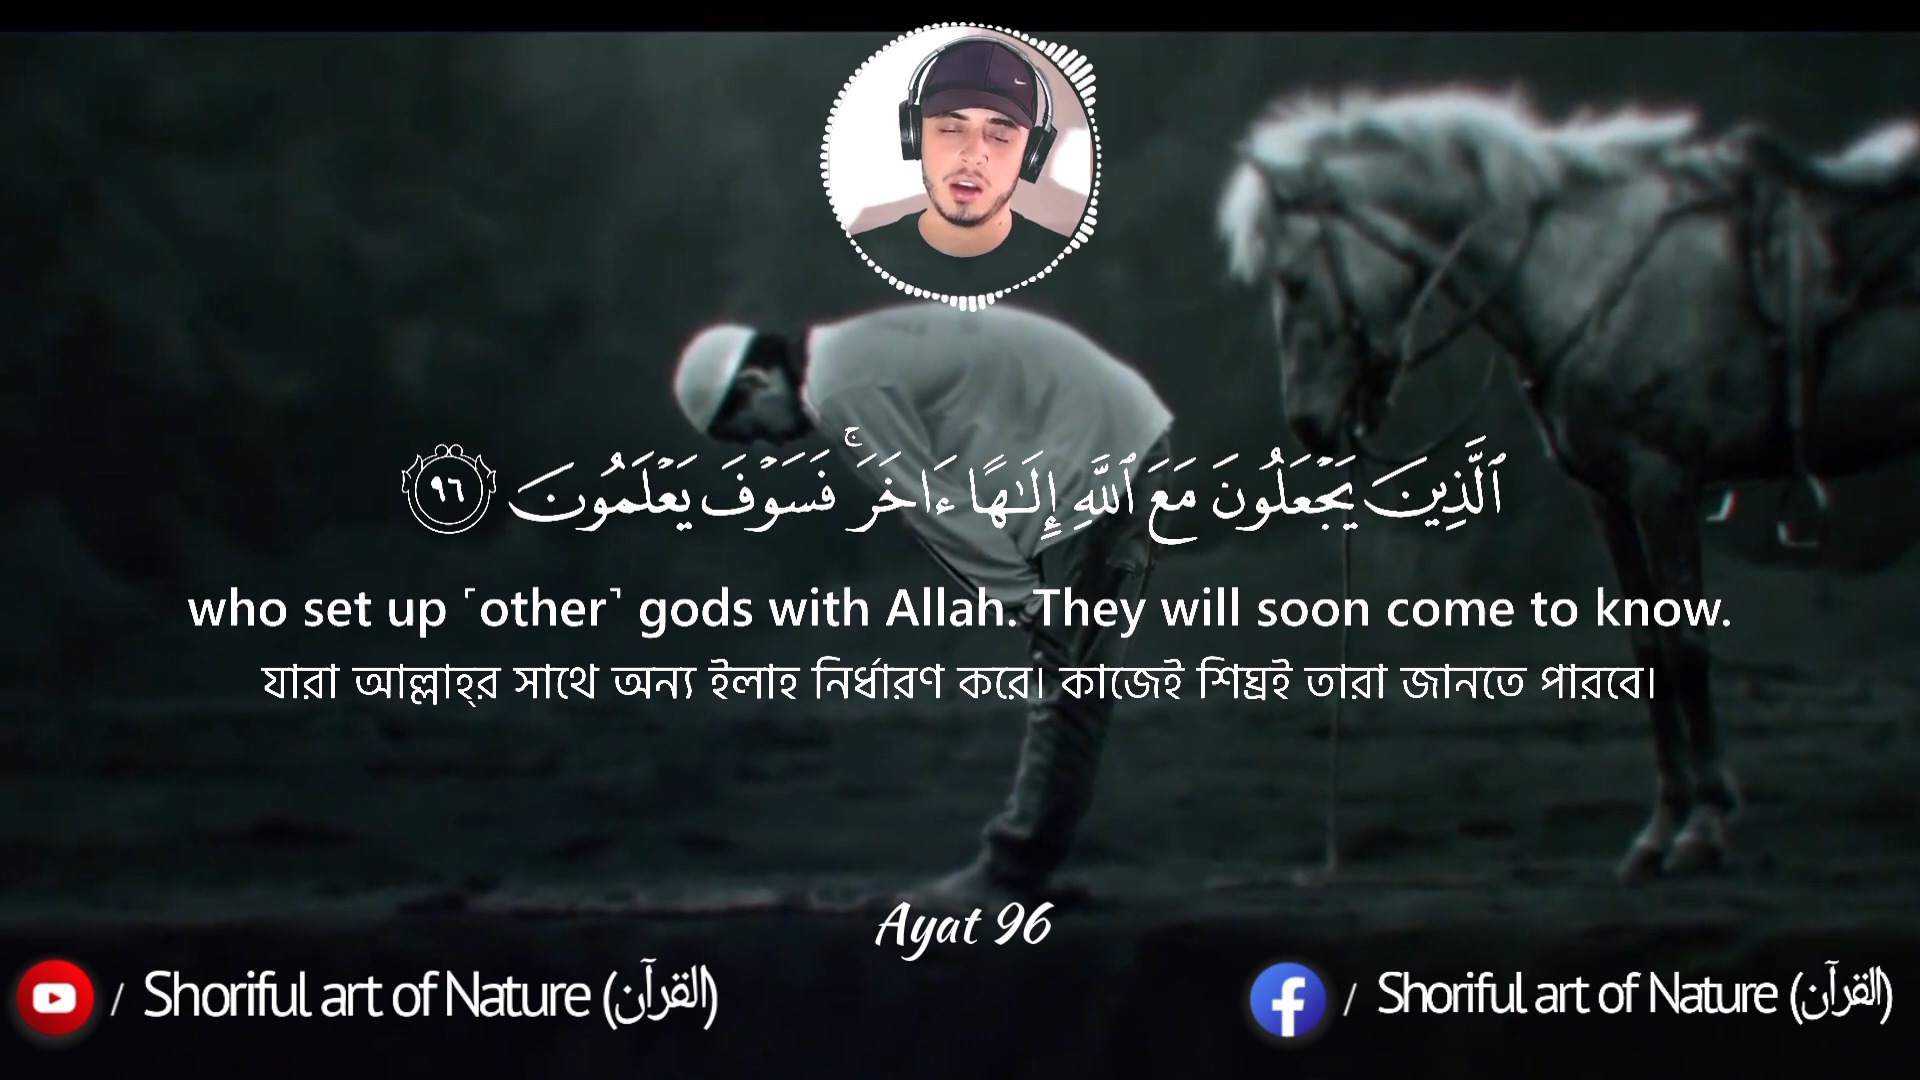 ٱلَّذِينَ يَجۡعَلُونَ مَعَ ٱللَّهِ إِلَٰهًا ءَاخَرَۚ فَسَوۡفَ يَعۡلَمُونَ ٩٦
who set up ˹other˺ gods with Allah. They will soon come to know.
যারা আল্লাহ্‌র সাথে অন্য ইলাহ নির্ধারণ করে। কাজেই শিঘ্রই তারা জানতে পারবে।
Ayat 96
/ Shoriful art of Nature (القرآن)
/ Shoriful art of Nature (القرآن)